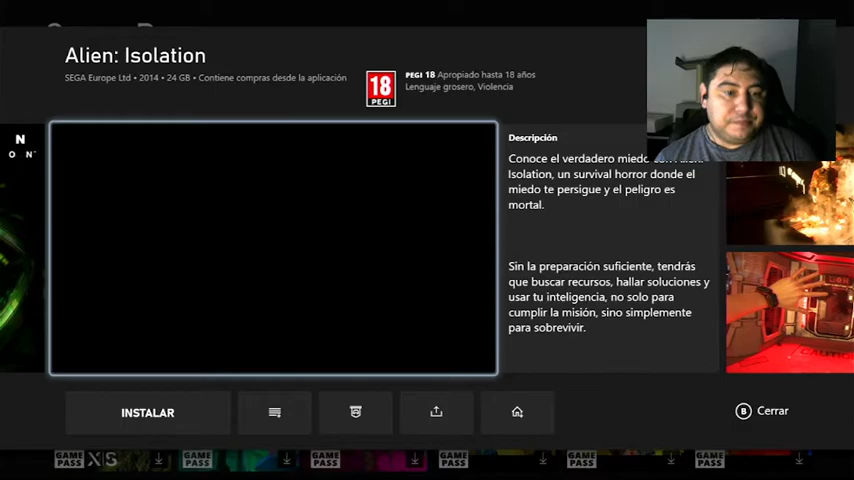 Alien: Isolation
SEGA Europe Ltd • 2014 • 24 GB • Contiene compras desde la aplicación
18
PEGI
PEGI 18 Apropiado hasta 18 años
Lenguaje grosero, Violencia
N
O N
Descripción
Conoce el verdadero miedo con Alien:
Isolation, un survival horror donde el
miedo te persigue y el peligro es
mortal.
Sin la preparación suficiente, tendrás
que buscar recursos, hallar soluciones y
usar tu inteligencia, no solo para
cumplir la misión, sino simplemente
para sobrevivir.
INSTALAR
B Cerrar
GAME PASS X|S
GAME PASS
GAME PASS
GAME PASS
GAME PASS
GAME PASS